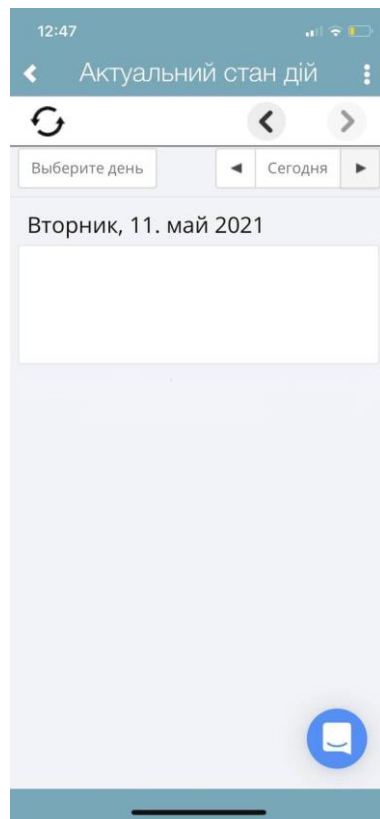 12:47
Актуальний стан дій
Выберите день
Сегодня
Вторник, 11. май 2021